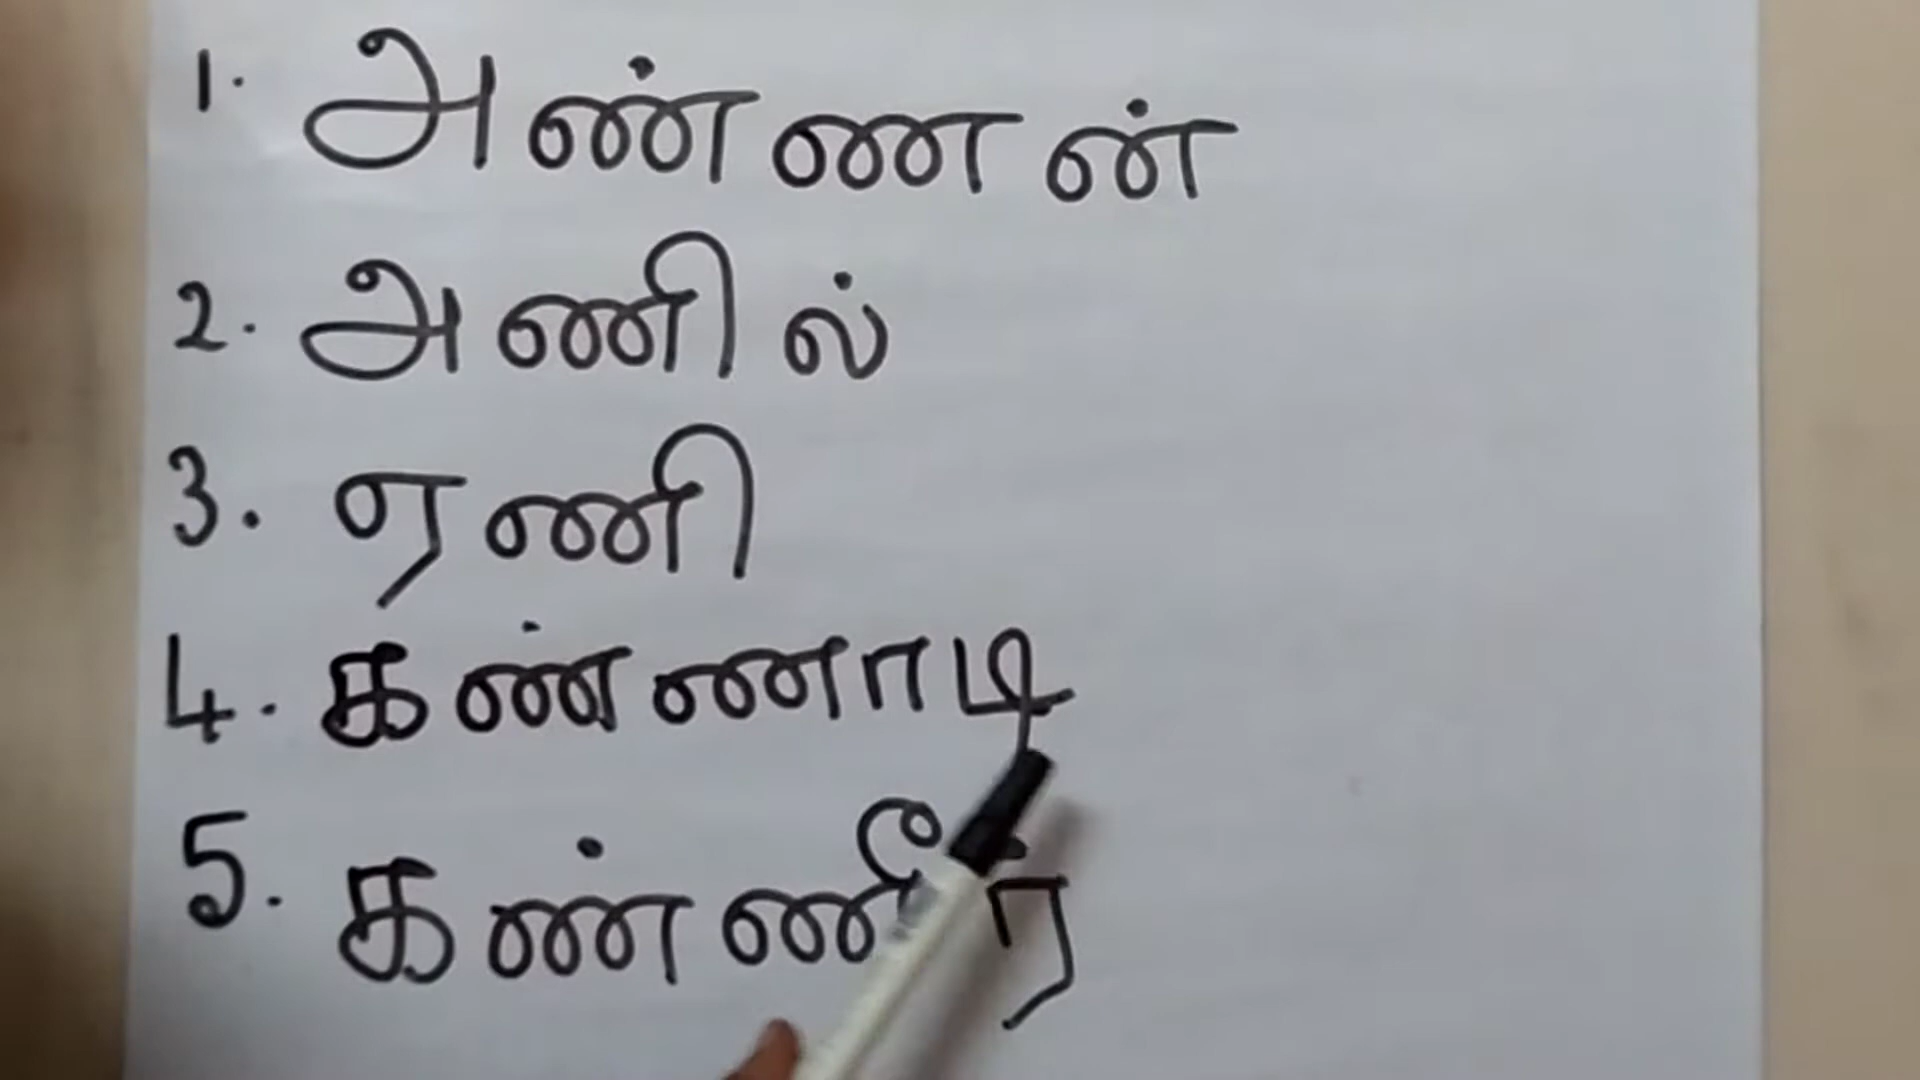 1. அண்ணன்
2. அணில்
3. ஏணி
4. கண்ணாடி
5. கண்ணீர்